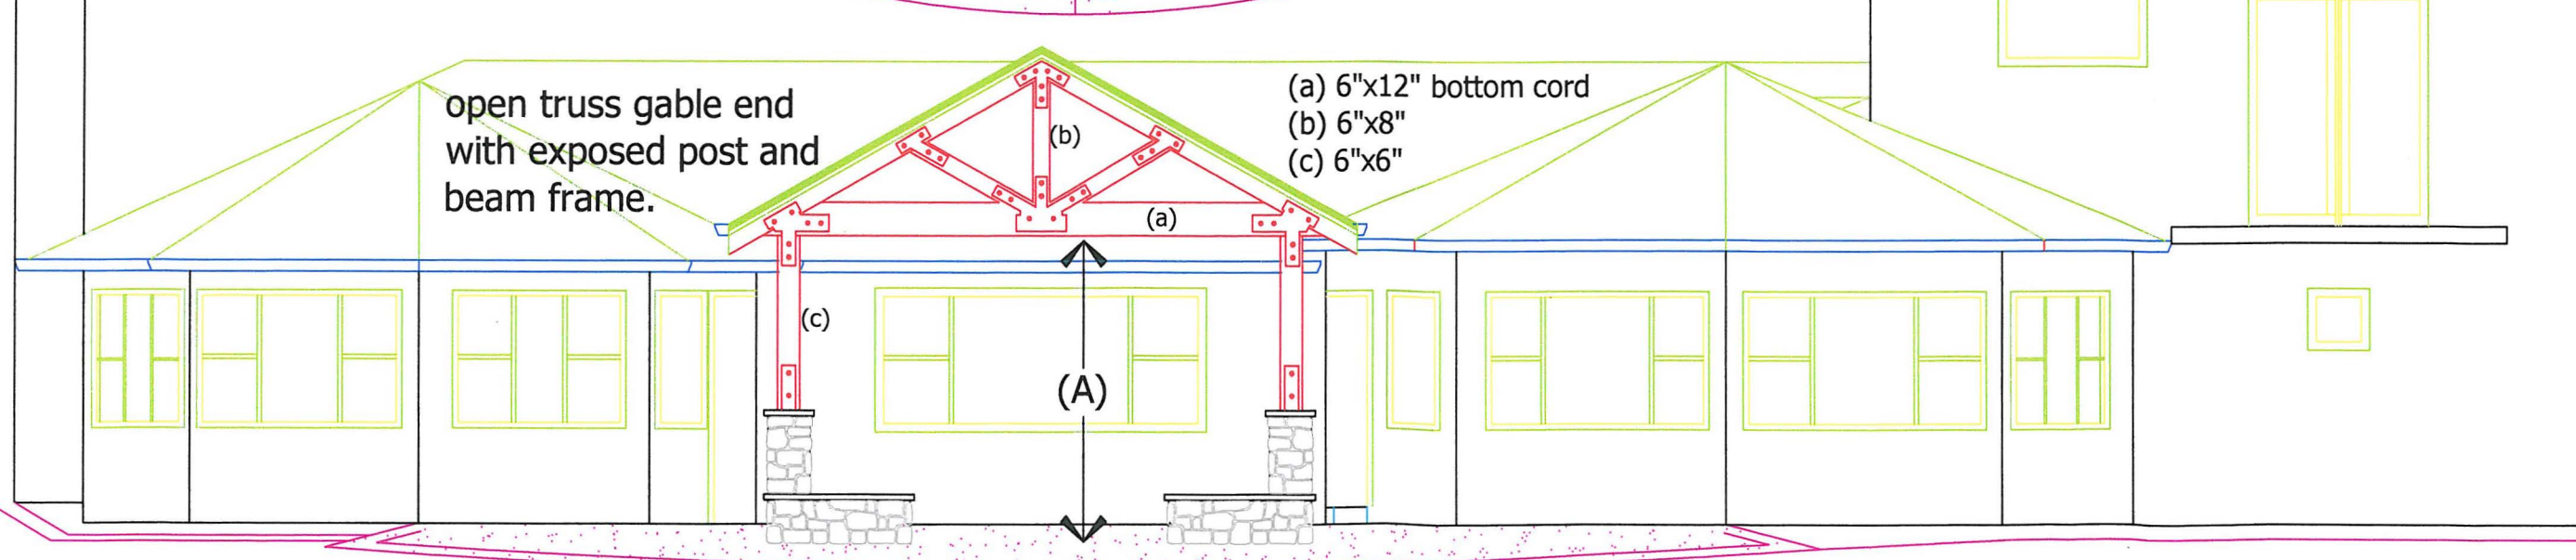 open truss gable end
with exposed post and
beam frame.
(a) 6"x12" bottom cord
(b) 6"x8"
(c) 6"x6"
(b)
(a)
(c)
(A)